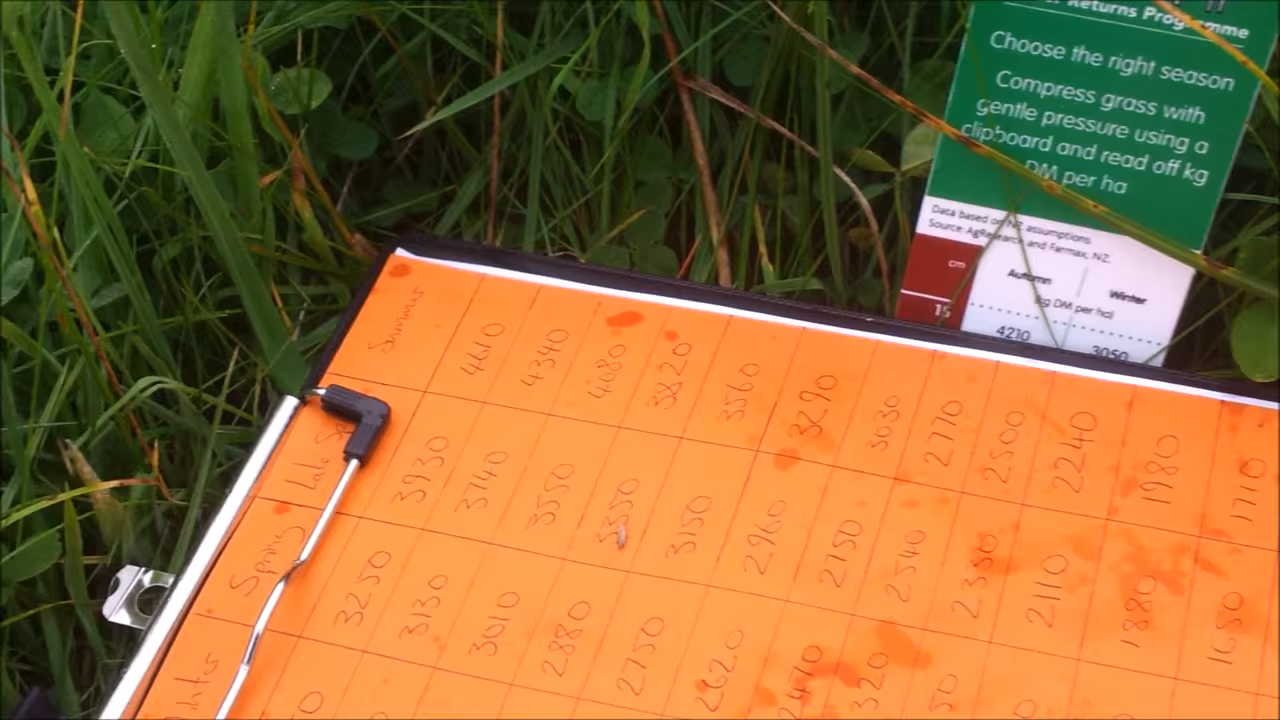 Returns Programme
Choose the right season
Compress grass with
gentle pressure using a
clipboard and read off kg
DM per ha
Data based on NZ assumptions
Source: AgResearch and Farmax, NZ.
cm Autumn Winter
kg DM per ha
15 4210 3050
Summer 4610 4340 4080 3820 3560 3290 3030 2770 2500 2240 1980 1710
Late 3930 3740 3550 3350 3150 2960 2750 2540 2330 2110 1880 1650
Spring 3250 3130 3010 2880 2750 2620